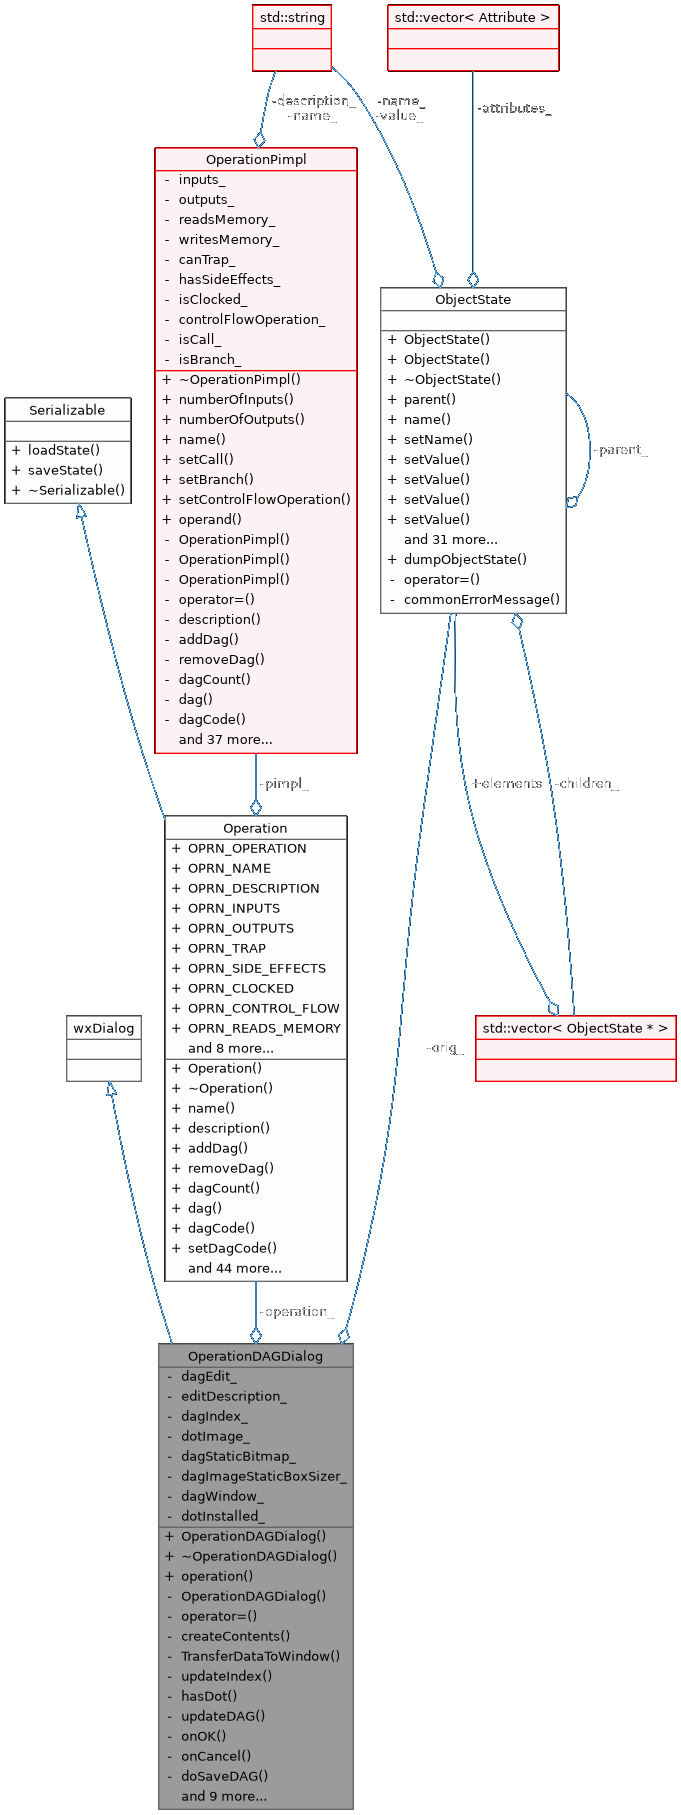 std::string
std::vector< Attribute >
-description_
-name_
-name_
-value_
-attributes_
OperationPimpl
- inputs_
- outputs_
- readsMemory_
- writesMemory_
- canTrap_
- hasSideEffects_
- isClocked_
- controlFlowOperation_
- isCall_
- isBranch_
+ ~OperationPimpl()
+ numberOfInputs()
+ numberOfOutputs()
+ name()
+ setCall()
+ setBranch()
+ setControlFlowOperation()
+ operand()
- OperationPimpl()
- OperationPimpl()
- OperationPimpl()
- operator=()
- description()
- addDag()
- removeDag()
- dagCount()
- dag()
- dagCode()
and 37 more...
ObjectState
+ ObjectState()
+ ObjectState()
+ ~ObjectState()
+ parent()
+ name()
+ setName()
+ setValue()
+ setValue()
+ setValue()
+ setValue()
and 31 more...
+ dumpObjectState()
- operator=()
- commonErrorMessage()
-parent_
Serializable
+ loadState()
+ saveState()
+ ~Serializable()
-pimpl_
+elements
-children_
Operation
+ OPRN_OPERATION
+ OPRN_NAME
+ OPRN_DESCRIPTION
+ OPRN_INPUTS
+ OPRN_OUTPUTS
+ OPRN_TRAP
+ OPRN_SIDE_EFFECTS
+ OPRN_CLOCKED
+ OPRN_CONTROL_FLOW
+ OPRN_READS_MEMORY
and 8 more...
+ Operation()
+ ~Operation()
+ name()
+ description()
+ addDag()
+ removeDag()
+ dagCount()
+ dag()
+ dagCode()
+ setDagCode()
and 44 more...
wxDialog
std::vector< ObjectState * >
-orig_
-operation_
OperationDAGDialog
- dagEdit_
- editDescription_
- dagIndex_
- dotImage_
- dagStaticBitmap_
- dagImageStaticBoxSizer_
- dagWindow_
- dotInstalled_
+ OperationDAGDialog()
+ ~OperationDAGDialog()
+ operation()
- OperationDAGDialog()
- operator=()
- createContents()
- TransferDataToWindow()
- updateIndex()
- hasDot()
- updateDAG()
- onOK()
- onCancel()
- doSaveDAG()
and 9 more...